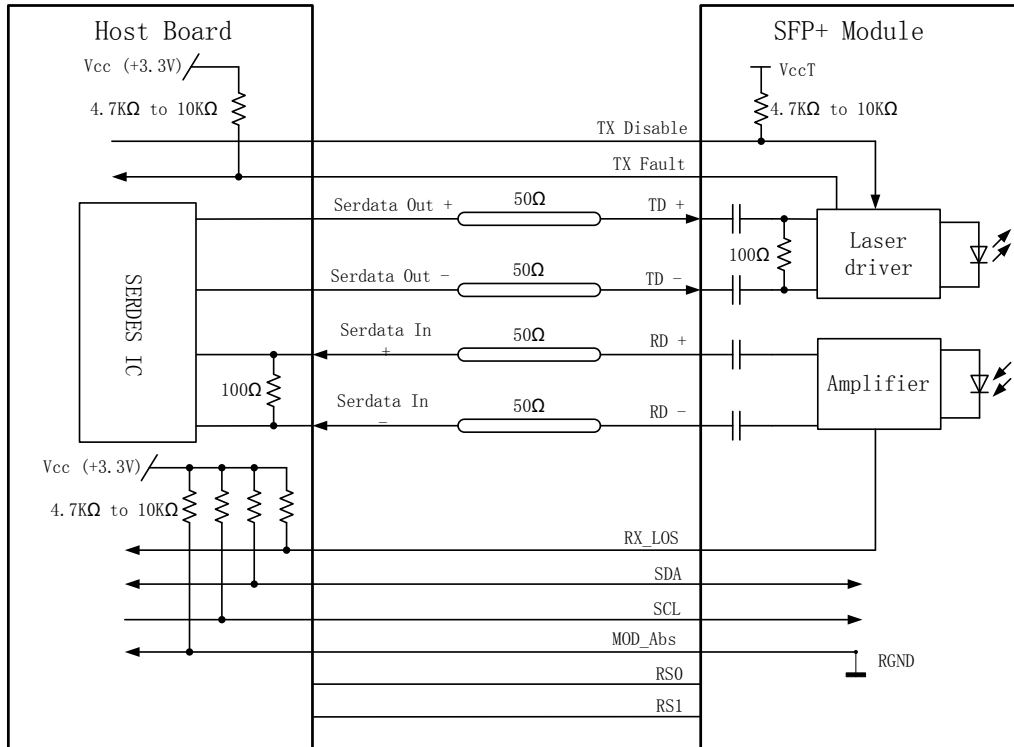 Host Board
SFP+ Module
Vcc (+3.3V)
VccT
4.7KΩ to 10KΩ
4.7KΩ to 10KΩ
TX Disable
TX Fault
Serdata Out +
50Ω
TD +
100Ω
Laser
driver
Serdata Out −
50Ω
TD −
SERDES IC
Serdata In
+
50Ω
RD +
100Ω
Amplifier
Serdata In
−
50Ω
RD −
Vcc (+3.3V)
4.7KΩ to 10KΩ
RX_LOS
SDA
SCL
MOD_Abs
RGND
RS0
RS1